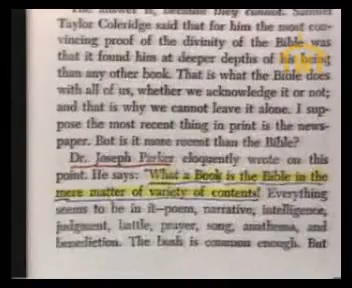 The answer is, because they cannot. Samuel
Taylor Coleridge said that for him the most con-
vincing proof of the divinity of the Bible was
that it found him at deeper depths of his being
than any other book. That is what the Bible does
with all of us, whether we acknowledge it or not;
and that is why we cannot leave it alone. I sup-
pose the most recent thing in print is the news-
paper. But is it more recent than the Bible?
Dr. Joseph Parker eloquently wrote on this
point. He says: "What a Book is the Bible in the
mere matter of variety of contents! Everything
seems to be in it—poem, narrative, intelligence,
judgment, battle, prayer, song, anathema, and
benediction. The bush is common enough. But